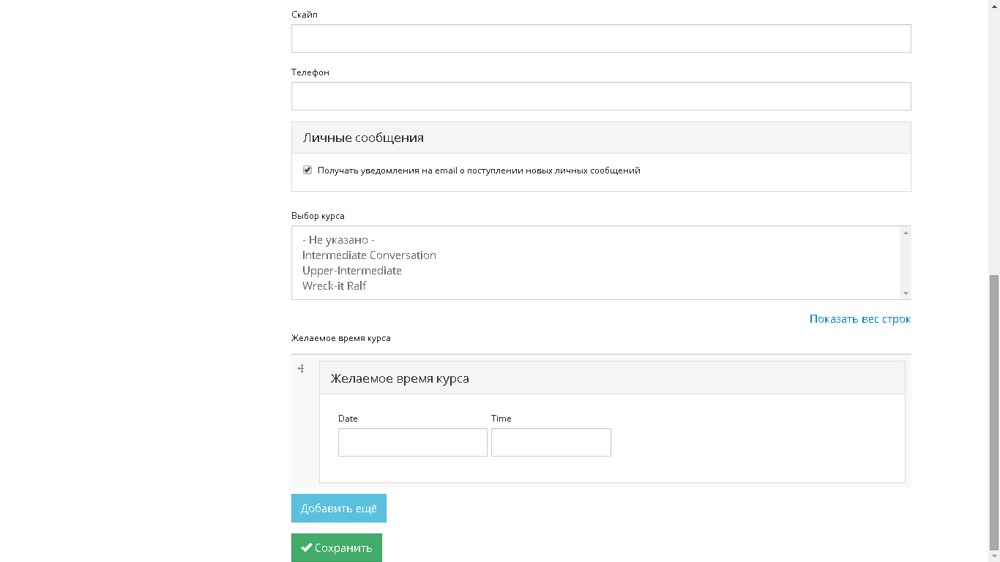 Скайп
Телефон
Личные сообщения
Получать уведомления на email о поступлении новых личных сообщений
Выбор курса
- Не указано -
Intermediate Conversation
Upper-Intermediate
Wreck-it Ralf
Показать вес строк
Желаемое время курса
Желаемое время курса
Date Time
Добавить ещё
Сохранить